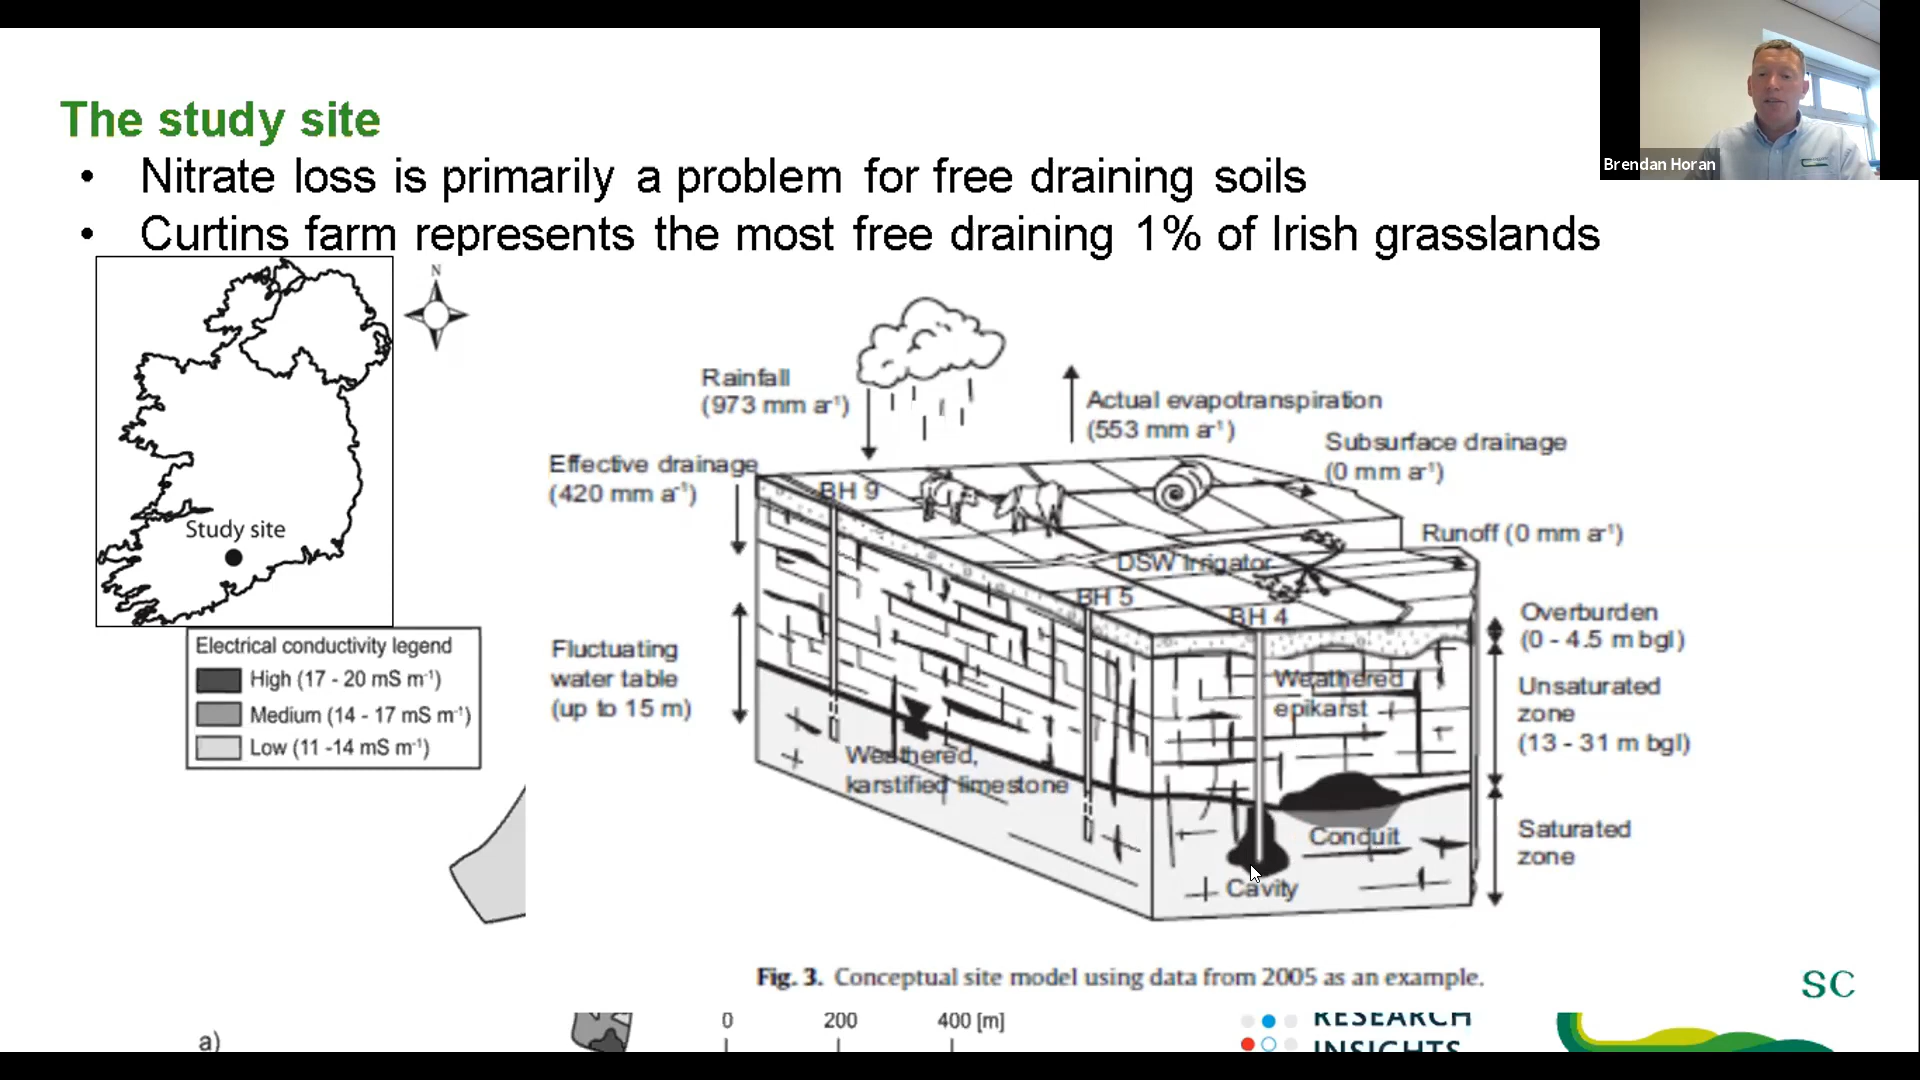 Brendan Horan
The study site
• Nitrate loss is primarily a problem for free draining soils
• Curtins farm represents the most free draining 1% of Irish grasslands
N
Study site
Electrical conductivity legend
High (17 - 20 mS m⁻¹)
Medium (14 - 17 mS m⁻¹)
Low (11 -14 mS m⁻¹)
Rainfall
(973 mm a⁻¹)
Actual evapotranspiration
(553 mm a⁻¹)
Subsurface drainage
(0 mm a⁻¹)
Effective drainage
(420 mm a⁻¹)
Runoff (0 mm a⁻¹)
BH 9
DSW Irrigator
BH 5
BH 4
Overburden
(0 - 4.5 m bgl)
Fluctuating
water table
(up to 15 m)
Weathered
epikarst
Unsaturated
zone
(13 - 31 m bgl)
Weathered,
karstified limestone
Conduit
Saturated
zone
Cavity
Fig. 3. Conceptual site model using data from 2005 as an example.
SC
0 200 400 [m]
RESEARCH
INSIGHTS
a)